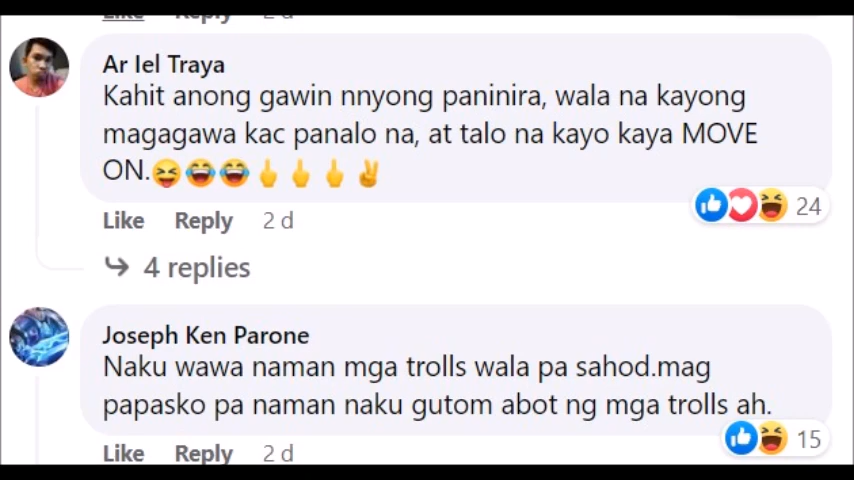 Like Reply 2 d
Ar Iel Traya
Kahit anong gawin nnyong paninira, wala na kayong
magagawa kac panalo na, at talo na kayo kaya MOVE
ON.😝😂😂🖕🖕🖕✌
24
Like Reply 2 d
4 replies
Joseph Ken Parone
Naku wawa naman mga trolls wala pa sahod.mag
papasko pa naman naku gutom abot ng mga trolls ah.
15
Like Reply 2 d